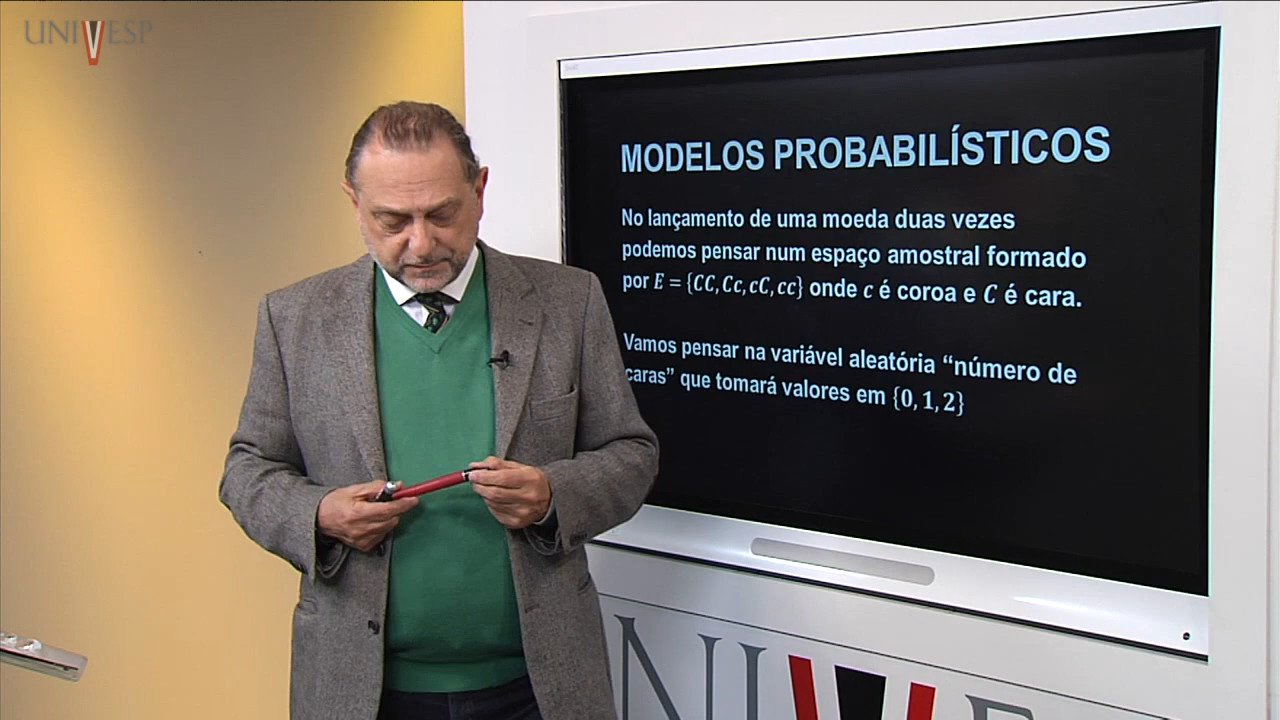 UNIVESP
MODELOS PROBABILÍSTICOS
No lançamento de uma moeda duas vezes
podemos pensar num espaço amostral formado
por E = {CC, Cc, cC, cc} onde c é coroa e C é cara.
Vamos pensar na variável aleatória “número de
caras” que tomará valores em {0, 1, 2}